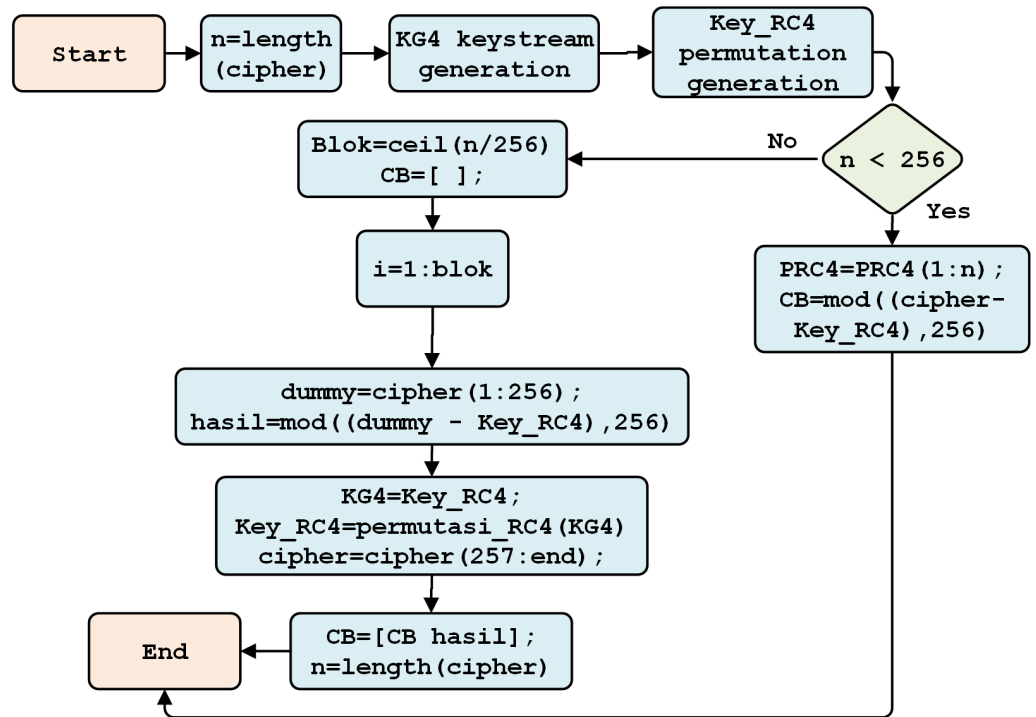 Start
n=length
(cipher)
KG4 keystream
generation
Key_RC4
permutation
generation
n < 256
No
Yes
Blok=ceil(n/256)
CB=[ ];
i=1:blok
PRC4=PRC4(1:n);
CB=mod((cipher-
Key_RC4),256)
dummy=cipher(1:256);
hasil=mod((dummy - Key_RC4),256)
KG4=Key_RC4;
Key_RC4=permutasi_RC4(KG4)
cipher=cipher(257:end);
CB=[CB hasil];
n=length(cipher)
End